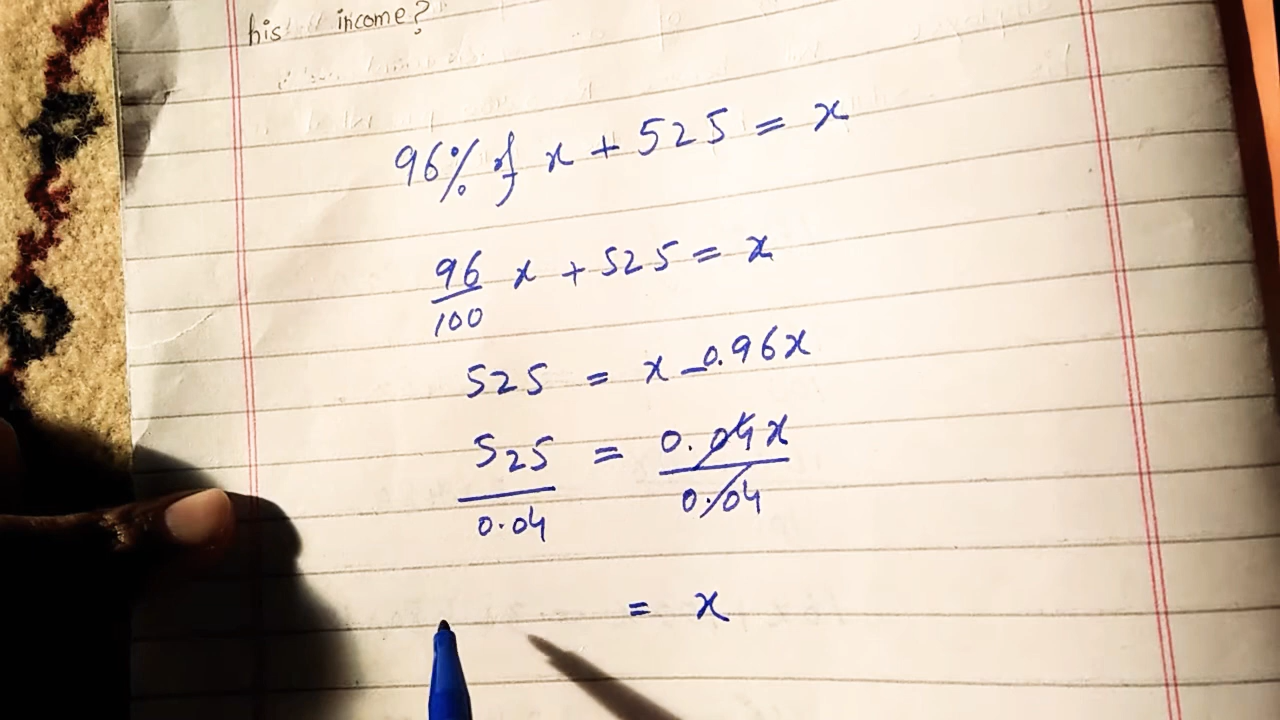 his income?
96% of x + 525 = x
96/100 x + 525 = x
525 = x - 0.96x
525/0.04 = 0.04x/0.04
= x